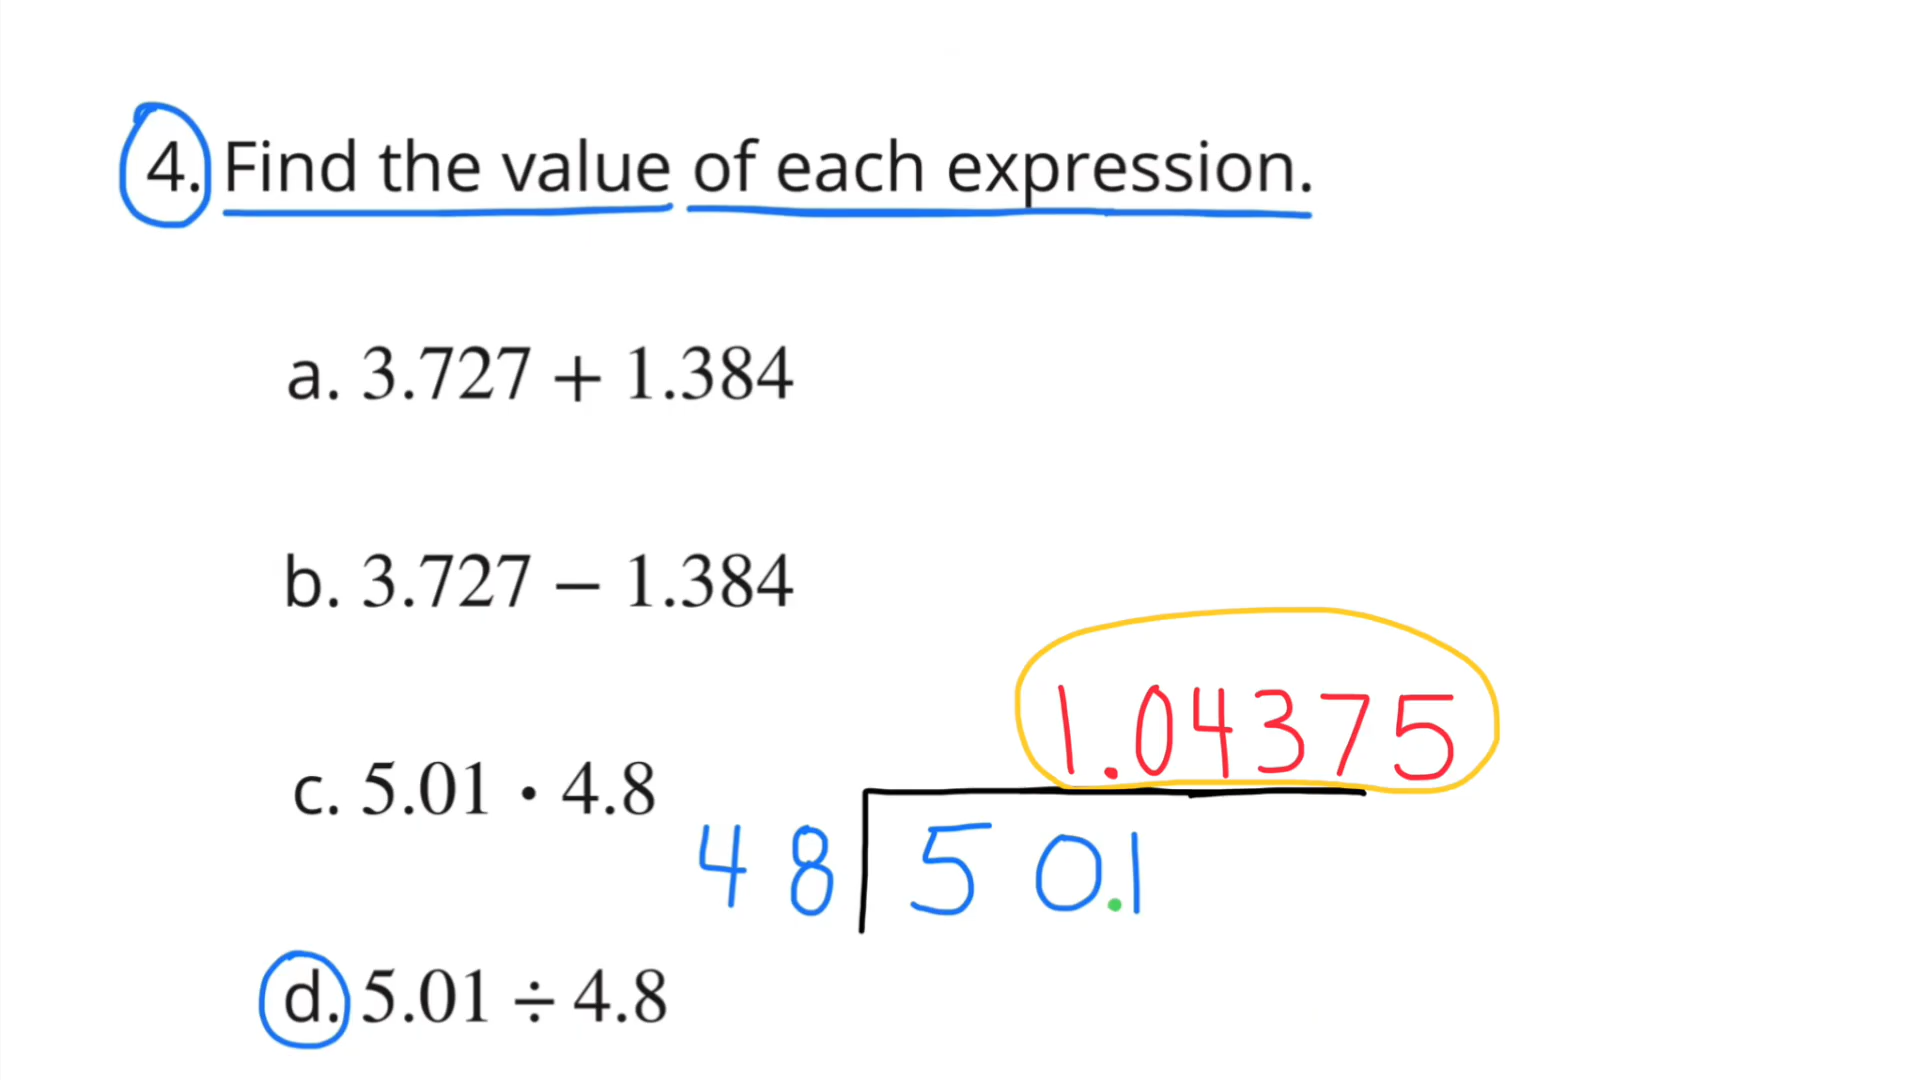 4. Find the value of each expression.
a. 3.727 + 1.384
b. 3.727 − 1.384
1.04375
c. 5.01 · 4.8
48 50.1
d. 5.01 ÷ 4.8